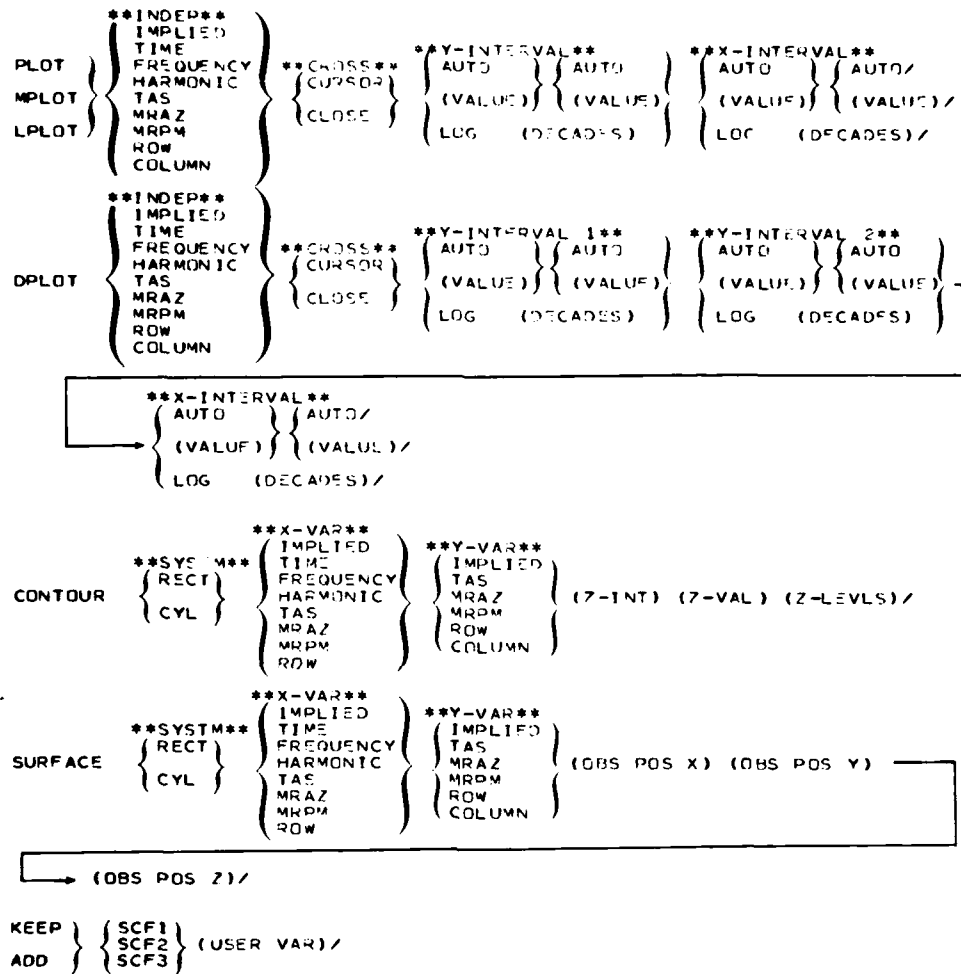 **INDEP**
IMPLIED
TIME
PLOT FREQUENCY **CROSS** **Y-INTERVAL** **X-INTERVAL**
HARMONIC CURSOR AUTO AUTO AUTO AUTO/
MPLOT TAS (VALUE) (VALUE) (VALUE) (VALUE)/
MRAZ CLOSE
LPLOT MRPM LOG (DECADES) LOG (DECADES)/
ROW
COLUMN
**INDEP**
IMPLIED
TIME
FREQUENCY **CROSS** **Y-INTERVAL 1** **Y-INTERVAL 2**
HARMONIC CURSOR AUTO AUTO AUTO AUTO
DPLOT TAS (VALUE) (VALUE) (VALUE) (VALUE)
MRAZ CLOSE
MRPM LOG (DECADES) LOG (DECADES)
ROW
COLUMN
**X-INTERVAL**
AUTO AUTO/
(VALUE) (VALUE)/
LOG (DECADES)/
**X-VAR**
IMPLIED **Y-VAR**
**SYSTM** TIME IMPLIED
RECT FREQUENCY TAS
CONTOUR HARMONIC MRAZ (Z-INT) (Z-VAL) (Z-LEVLS)/
CYL TAS MRPM
MRAZ ROW
MRPM COLUMN
ROW
**X-VAR**
IMPLIED **Y-VAR**
**SYSTM** TIME IMPLIED
RECT FREQUENCY TAS
SURFACE HARMONIC MRAZ (OBS POS X) (OBS POS Y)
CYL TAS MRPM
MRAZ ROW
MRPM COLUMN
ROW
(OBS POS Z)/
KEEP SCF1
SCF2 (USER VAR)/
ADD SCF3